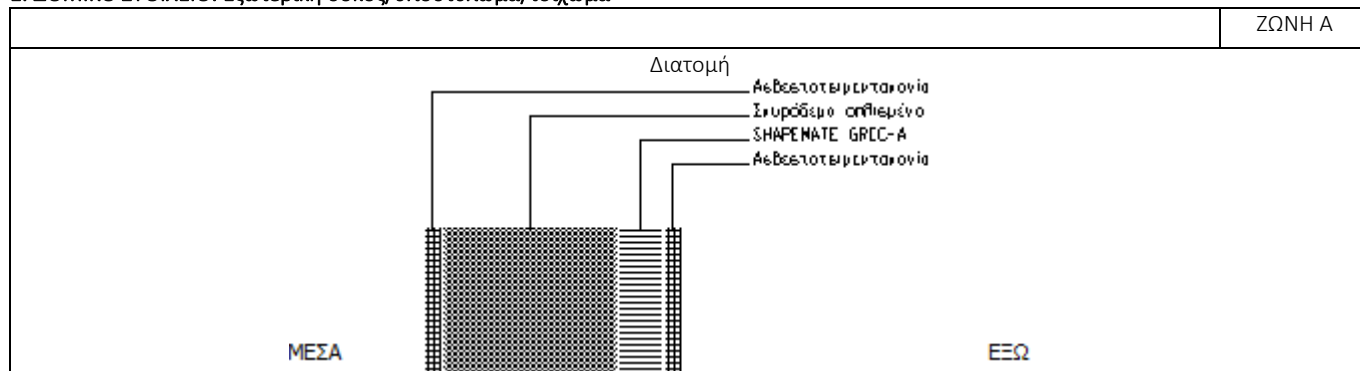 ΖΩΝΗ Α
Διατομή
Ασβεστοτσιμεντοκονία
Σκυρόδεμα οπλισμένο
SHAPEMATE GREC-A
Ασβεστοτσιμεντοκονία
ΜΕΣΑ
ΕΞΩ